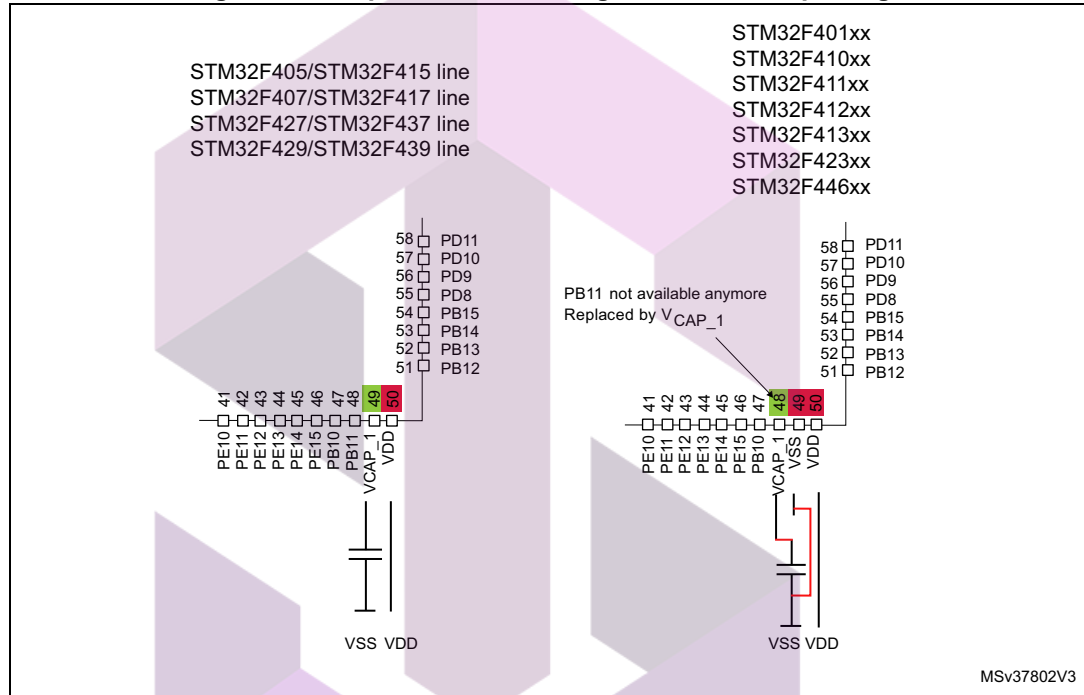 STM32F405/STM32F415 line
STM32F407/STM32F417 line
STM32F427/STM32F437 line
STM32F429/STM32F439 line
58 PD11
57 PD10
56 PD9
55 PD8
54 PB15
53 PB14
52 PB13
51 PB12
41 42 43 44 45 46 47 48 49 50
PE10 PE11 PE12 PE13 PE14 PE15 PB10 PB11 VCAP_1 VDD
VSS VDD
STM32F401xx
STM32F410xx
STM32F411xx
STM32F412xx
STM32F413xx
STM32F423xx
STM32F446xx
58 PD11
57 PD10
56 PD9
55 PD8
54 PB15
53 PB14
52 PB13
51 PB12
PB11 not available anymore
Replaced by VCAP_1
41 42 43 44 45 46 47 48 49 50
PE10 PE11 PE12 PE13 PE14 PE15 PB10 VCAP_1 VSS VDD
VSS VDD
MSv37802V3